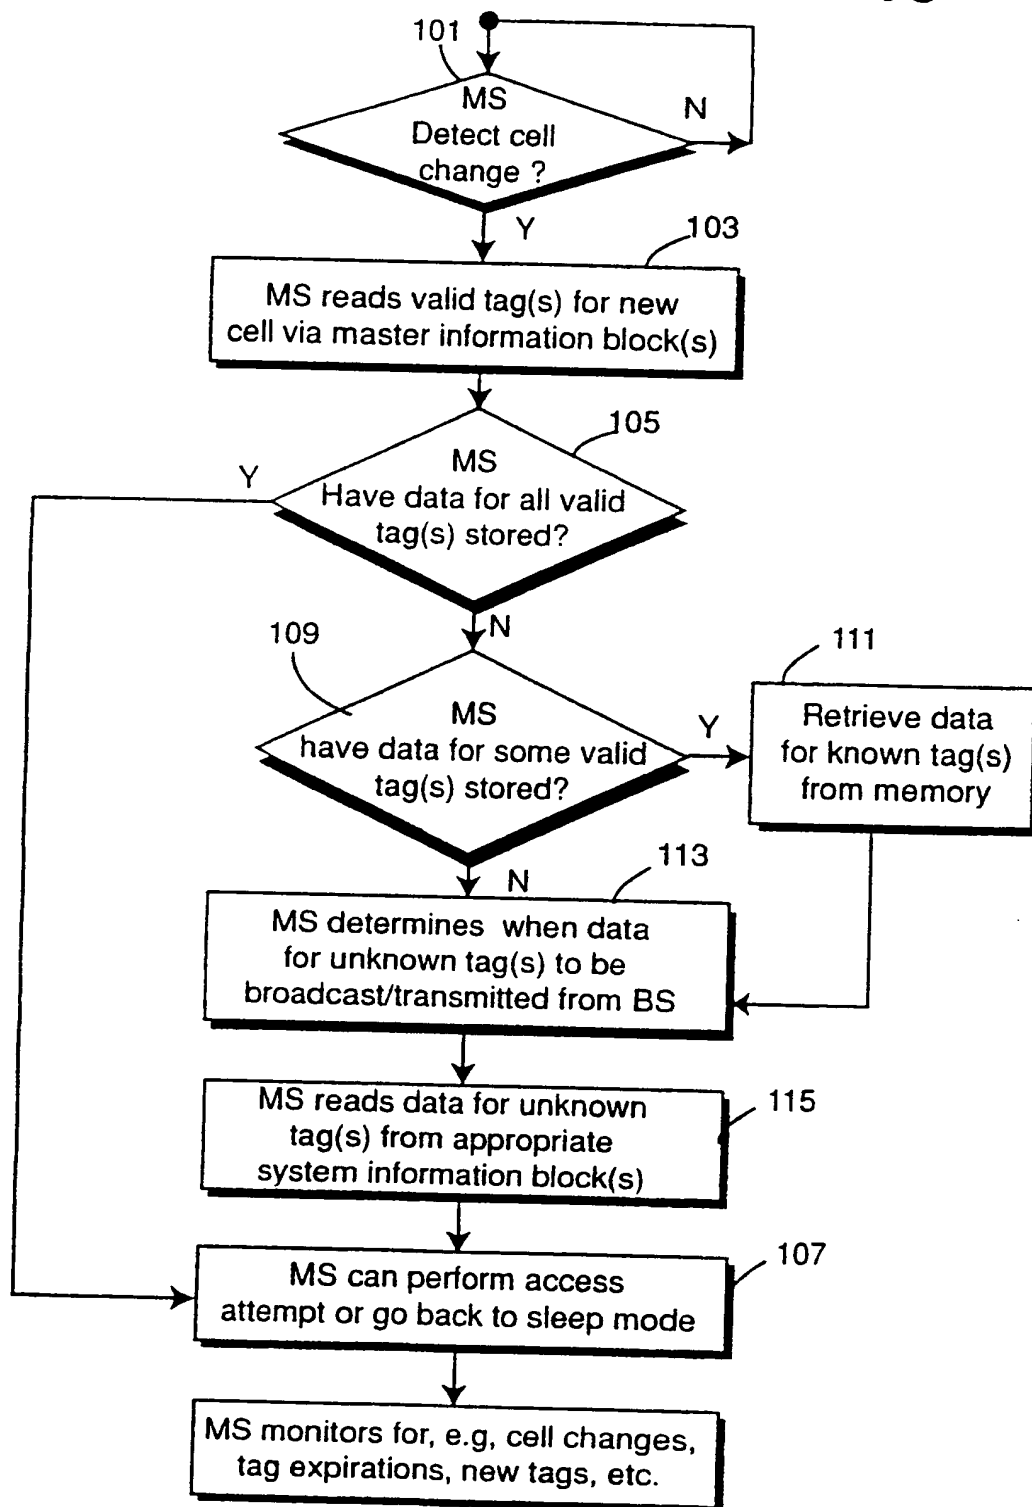 101
MS
Detect cell
change ?
N
Y
103
MS reads valid tag(s) for new
cell via master information block(s)
105
Y
MS
Have data for all valid
tag(s) stored?
N
109
111
MS
have data for some valid
tag(s) stored?
Y
Retrieve data
for known tag(s)
from memory
N
113
MS determines when data
for unknown tag(s) to be
broadcast/transmitted from BS
MS reads data for unknown
tag(s) from appropriate
system information block(s)
115
107
MS can perform access
attempt or go back to sleep mode
MS monitors for, e.g, cell changes,
tag expirations, new tags, etc.